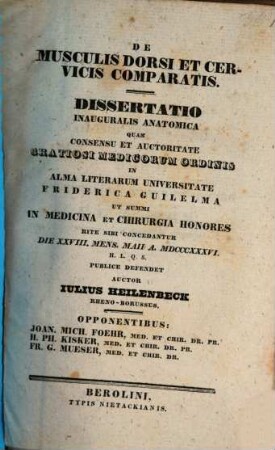 DE
MUSCULIS DORSI ET CER-
VICIS COMPARATIS.
DISSERTATIO
INAUGURALIS ANATOMICA
QUAM
CONSENSU ET AUCTORITATE
GRATIOSI MEDICORUM ORDINIS
IN
ALMA LITERARUM UNIVERSITATE
FRIDERICA GUILELMA
UT SUMMI
IN MEDICINA ET CHIRURGIA HONORES
RITE SIBI CONCEDANTUR
DIE XXVIII, MENS. MAII A. MDCCCXXXVI.
H. L. Q. S.
PUBLICE DEFENDET
AUCTOR
IULIUS HEILENBECK
RHENO-BORUSSUS.
OPPONENTIBUS:
JOAN. MICH. FOEHR, MED. ET CHIR. DR. PR.
H. PH. KISKER, MED. ET CHIR. DR. PR.
FR. G. MUESER, MED. ET CHIR. DR.
BEROLINI,
TYPIS NIETACKIANIS.